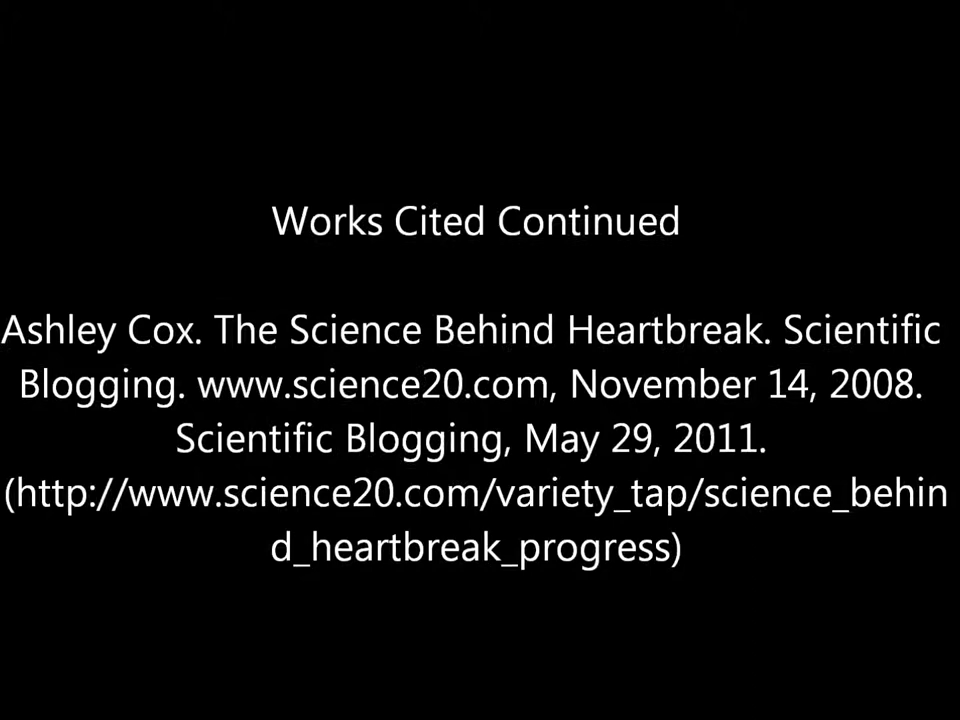 Works Cited Continued
Ashley Cox. The Science Behind Heartbreak. Scientific
Blogging. www.science20.com, November 14, 2008.
Scientific Blogging, May 29, 2011.
(http://www.science20.com/variety_tap/science_behin
d_heartbreak_progress)